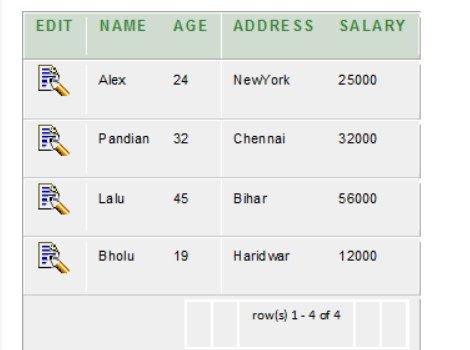 EDIT NAME AGE ADDRESS SALARY
Alex 24 NewYork 25000
Pandian 32 Chennai 32000
Lalu 45 Bihar 56000
Bholu 19 Haridwar 12000
row(s) 1 - 4 of 4